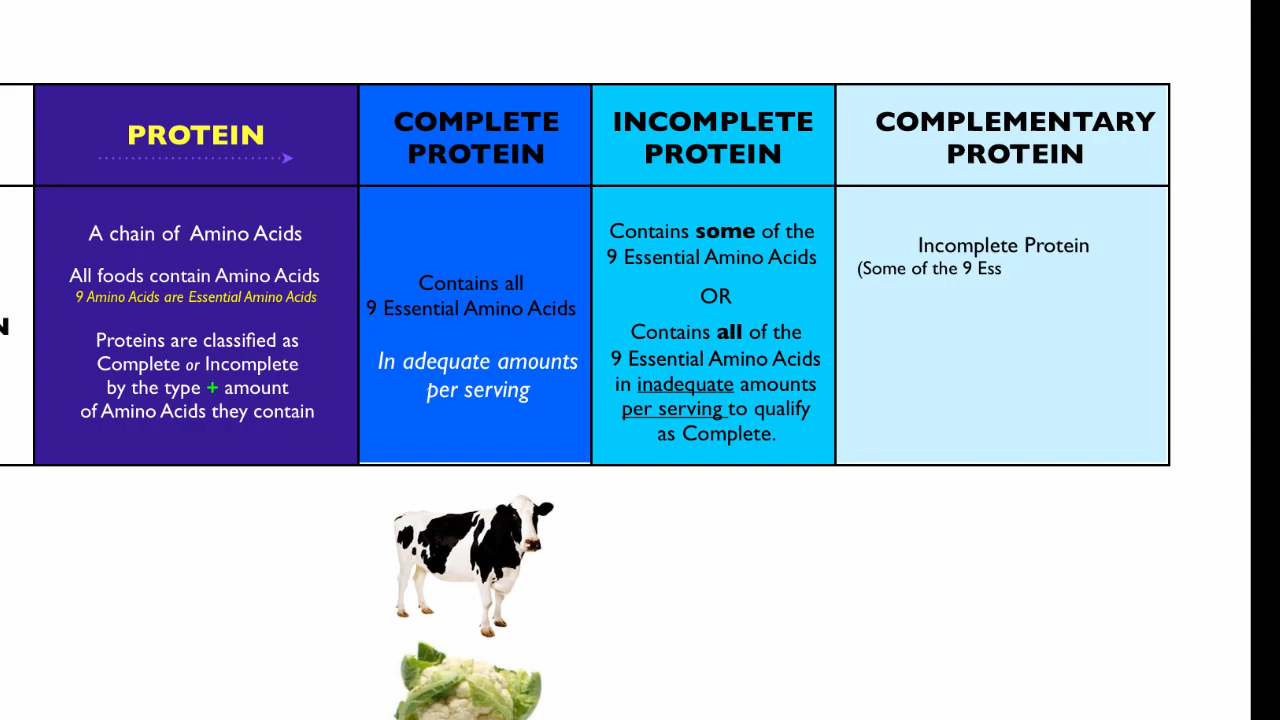 PROTEIN
COMPLETE
PROTEIN
INCOMPLETE
PROTEIN
COMPLEMENTARY
PROTEIN
N
A chain of Amino Acids
All foods contain Amino Acids
9 Amino Acids are Essential Amino Acids
Proteins are classified as
Complete or Incomplete
by the type + amount
of Amino Acids they contain
Contains all
9 Essential Amino Acids
In adequate amounts
per serving
Contains some of the
9 Essential Amino Acids
OR
Contains all of the
9 Essential Amino Acids
in inadequate amounts
per serving to qualify
as Complete.
Incomplete Protein
(Some of the 9 Ess